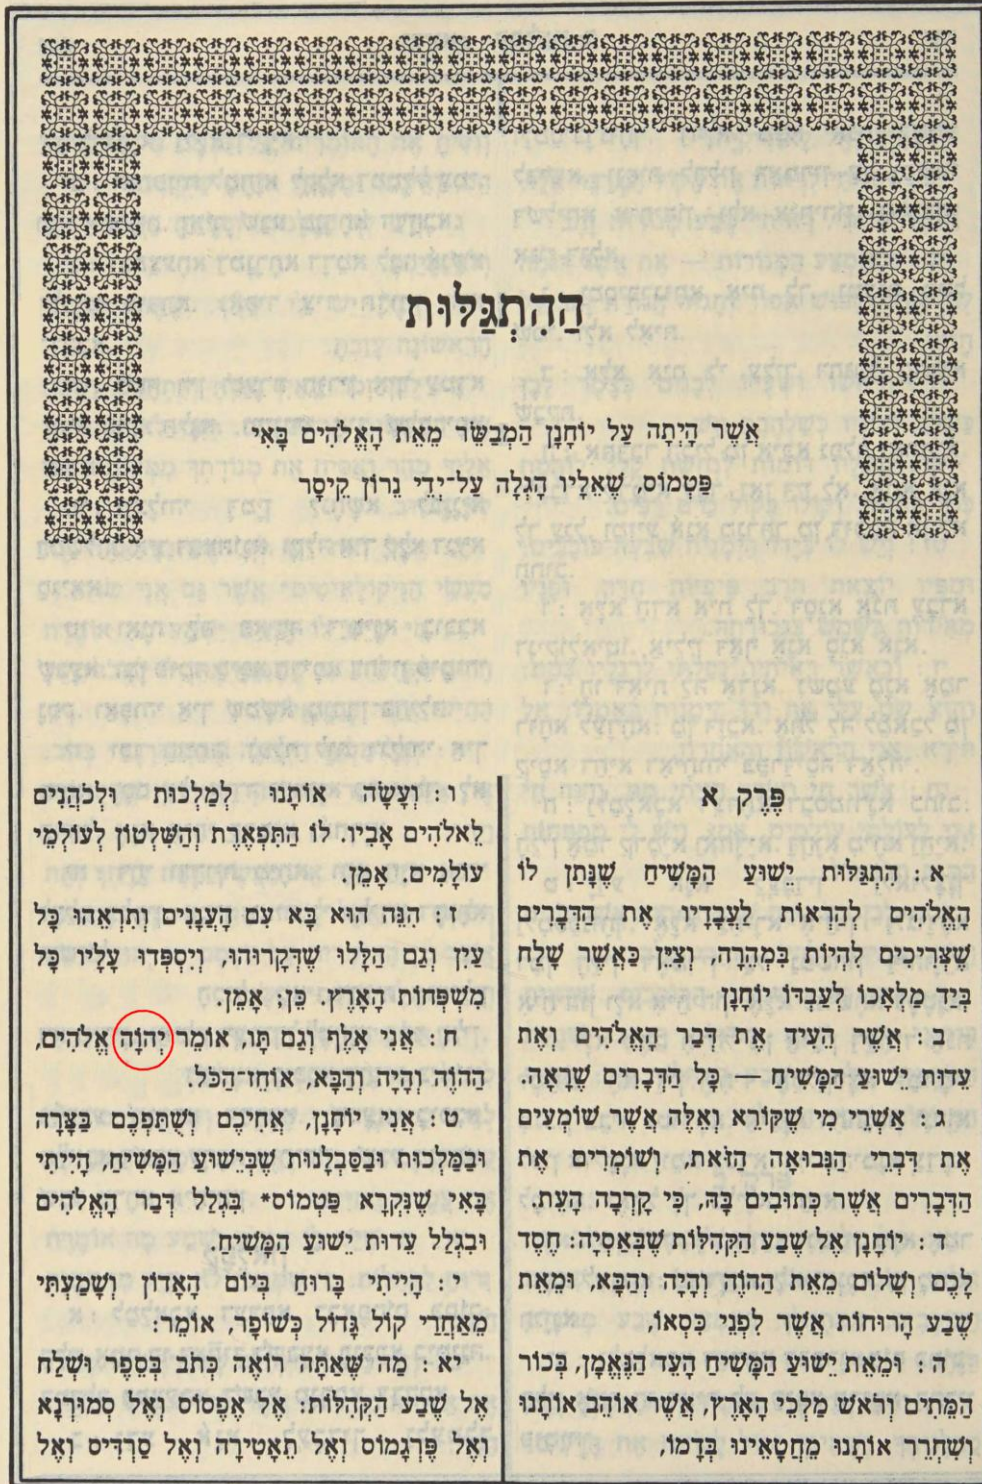 הַהִתְגַּלּוּת
אֲשֶׁר הָיְתָה עַל יוֹחָנָן הַמְבַשֵּׂר מֵאֵת הָאֱלֹהִים בָּאִי
פַּטְמוֹס, שֶׁאֵלָיו הָגְלָה עַל־יְדֵי נֵרוֹן קֵיסָר
פֶּרֶק א
א : הִתְגַּלּוּת יֵשׁוּעַ הַמָּשִׁיחַ שֶׁנָּתַן לוֹ
הָאֱלֹהִים לְהַרְאוֹת לַעֲבָדָיו אֶת הַדְּבָרִים
שֶׁצְּרִיכִים לִהְיוֹת בִּמְהֵרָה, וְצִיֵּן כַּאֲשֶׁר שָׁלַח
בְּיַד מַלְאָכוֹ לְעַבְדּוֹ יוֹחָנָן
ב : אֲשֶׁר הֵעִיד אֶת דְּבַר הָאֱלֹהִים וְאֶת
עֵדוּת יֵשׁוּעַ הַמָּשִׁיחַ — כָּל הַדְּבָרִים שֶׁרָאָה.
ג : אַשְׁרֵי מִי שֶׁקּוֹרֵא וְאֵלֶּה אֲשֶׁר שׁוֹמְעִים
אֶת דִּבְרֵי הַנְּבוּאָה הַזֹּאת, וְשׁוֹמְרִים אֶת
הַדְּבָרִים אֲשֶׁר כְּתוּבִים בָּהּ, כִּי קָרְבָה הָעֵת.
ד : יוֹחָנָן אֶל שֶׁבַע הַקְּהִלּוֹת שֶׁבְּאַסְיָה: חֶסֶד
לָכֶם וְשָׁלוֹם מֵאֵת הַהוֹוֶה וְהָיָה וְהַבָּא, וּמֵאֵת
שֶׁבַע הָרוּחוֹת אֲשֶׁר לִפְנֵי כִּסְאוֹ,
ה : וּמֵאֵת יֵשׁוּעַ הַמָּשִׁיחַ הָעֵד הַנֶּאֱמָן, בְּכוֹר
הַמֵּתִים וְרֹאשׁ מַלְכֵי הָאָרֶץ, אֲשֶׁר אוֹהֵב אוֹתָנוּ
וְשִׁחְרֵר אוֹתָנוּ מֵחֲטָאֵינוּ בְּדָמוֹ,
ו : וְעָשָׂה אוֹתָנוּ לְמַלְכוּת וּלְכֹהֲנִים
לֵאלֹהִים אָבִיו. לוֹ הַתִּפְאֶרֶת וְהַשִּׁלְטוֹן לְעוֹלְמֵי
עוֹלָמִים. אָמֵן.
ז : הִנֵּה הוּא בָּא עִם הָעֲנָנִים וְתִרְאֵהוּ כָּל
עַיִן וְגַם הַלָּלוּ שֶׁדְּקָרוּהוּ, וְיִסְפְּדוּ עָלָיו כָּל
מִשְׁפְּחוֹת הָאָרֶץ. כֵּן; אָמֵן.
ח : אֲנִי אָלֶף וְגַם תָּו, אוֹמֵר יְהוָֹה אֱלֹהִים,
הַהוֹוֶה וְהָיָה וְהַבָּא, אוֹחֵז־הַכֹּל.
ט : אֲנִי יוֹחָנָן, אֲחִיכֶם וְשֻׁתַּפְכֶם בַּצָּרָה
וּבַמַּלְכוּת וּבַסַּבְלָנוּת שֶׁבְּיֵשׁוּעַ הַמָּשִׁיחַ, הָיִיתִי
בָּאִי שֶׁנִּקְרָא פַּטְמוֹס* בִּגְלַל דְּבַר הָאֱלֹהִים
וּבִגְלַל עֵדוּת יֵשׁוּעַ הַמָּשִׁיחַ.
י : הָיִיתִי בָּרוּחַ בְּיוֹם הָאָדוֹן וְשָׁמַעְתִּי
מֵאַחֲרַי קוֹל גָּדוֹל כְּשׁוֹפָר, אוֹמֵר:
יא : מַה שֶּׁאַתָּה רוֹאֶה כְּתֹב בְּסֵפֶר וּשְׁלַח
אֶל שֶׁבַע הַקְּהִלּוֹת: אֶל אֶפֶסוֹס וְאֶל סְמוּרְנָא
וְאֶל פֶּרְגָמוֹס וְאֶל תֵאַטִירָה וְאֶל סַרְדִיס וְאֶל